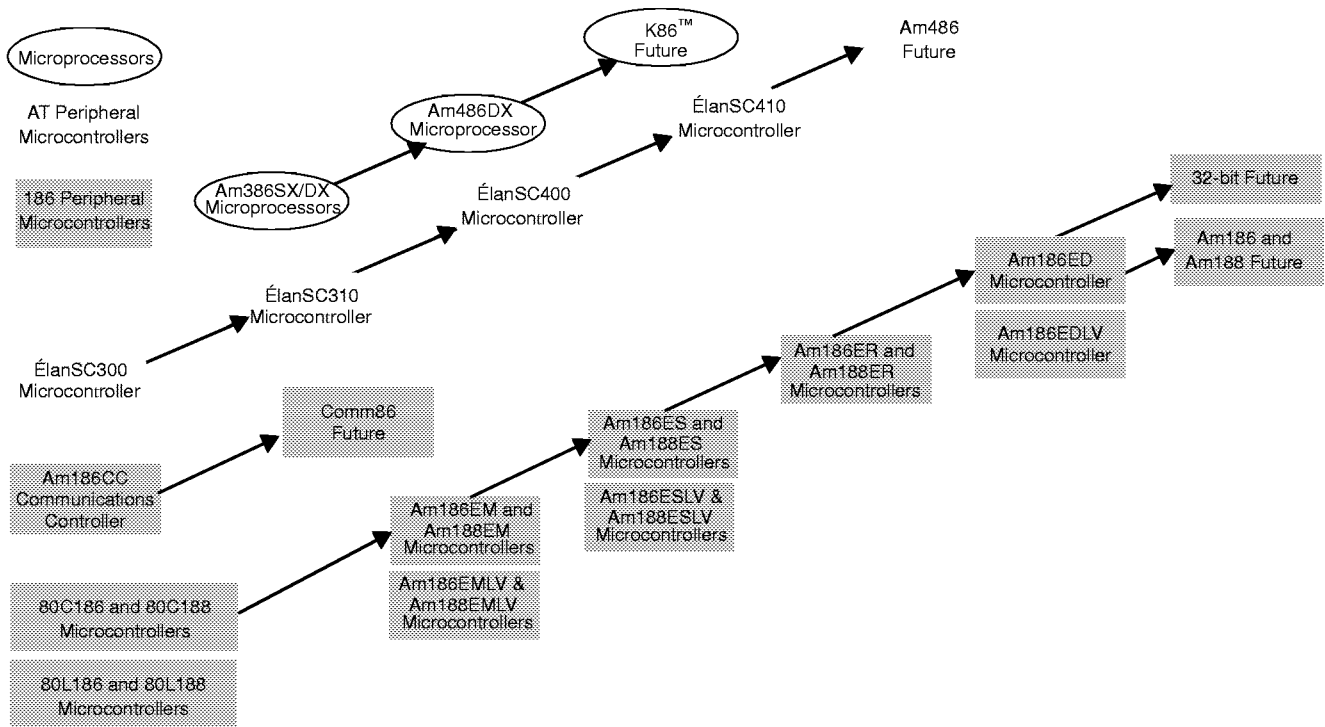 Microprocessors
AT Peripheral
Microcontrollers
186 Peripheral
Microcontrollers
K86™
Future
Am486DX
Microprocessor
Am386SX/DX
Microprocessors
Am486
Future
ÉlanSC410
Microcontroller
ÉlanSC400
Microcontroller
ÉlanSC310
Microcontroller
ÉlanSC300
Microcontroller
32-bit Future
Am186 and
Am188 Future
Am186ED
Microcontroller
Am186EDLV
Microcontroller
Am186ER and
Am188ER
Microcontrollers
Am186ES and
Am188ES
Microcontrollers
Am186ESLV &
Am188ESLV
Microcontrollers
Am186EM and
Am188EM
Microcontrollers
Am186EMLV &
Am188EMLV
Microcontrollers
Comm86
Future
Am186CC
Communications
Controller
80C186 and 80C188
Microcontrollers
80L186 and 80L188
Microcontrollers